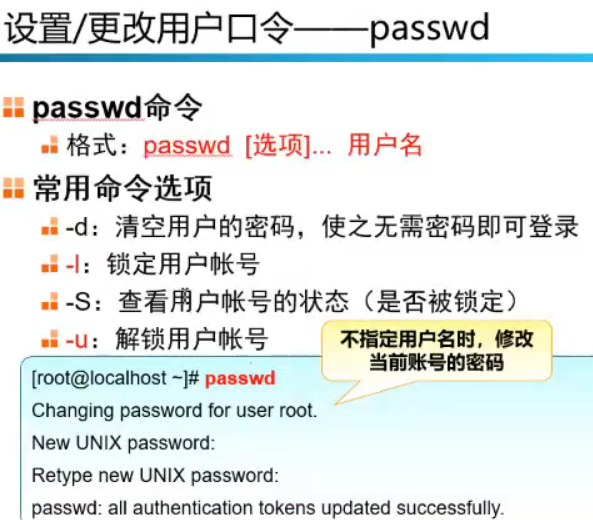 设置/更改用户口令——passwd
passwd命令
格式：passwd [选项]... 用户名
常用命令选项
-d：清空用户的密码，使之无需密码即可登录
-l：锁定用户帐号
-S：查看用户帐号的状态（是否被锁定）
-u：解锁用户帐号
不指定用户名时，修改
当前账号的密码
[root@localhost ~]# passwd
Changing password for user root.
New UNIX password:
Retype new UNIX password:
passwd: all authentication tokens updated successfully.